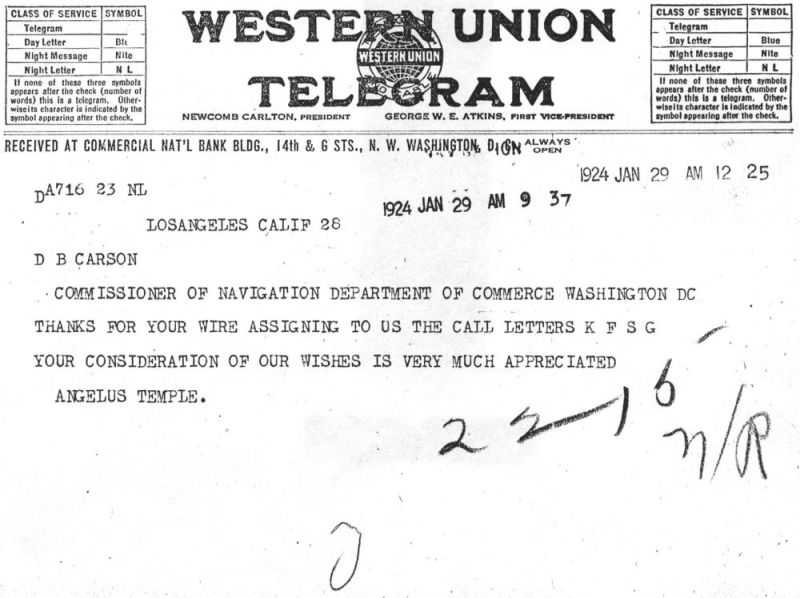 CLASS OF SERVICE SYMBOL
Telegram
Day Letter Blue
Night Message Nite
Night Letter N L
If none of these three symbols
appears after the check (number of
words) this is a telegram. Other-
wise its character is indicated by the
symbol appearing after the check.
WESTERN UNION
WESTERN UNION
TELEGRAM
NEWCOMB CARLTON, PRESIDENT GEORGE W. E. ATKINS, FIRST VICE-PRESIDENT
CLASS OF SERVICE SYMBOL
Telegram
Day Letter Blue
Night Message Nite
Night Letter N L
If none of these three symbols
appears after the check (number of
words) this is a telegram. Other-
wise its character is indicated by the
symbol appearing after the check.
RECEIVED AT COMMERCIAL NAT'L BANK BLDG., 14th & G STS., N. W. WASHINGTON, D. C. ALWAYS OPEN
1924 JAN 29 AM 12 25
DA716 23 NL
1924 JAN 29 AM 9 37
LOSANGELES CALIF 28
D B CARSON
COMMISSIONER OF NAVIGATION DEPARTMENT OF COMMERCE WASHINGTON DC
THANKS FOR YOUR WIRE ASSIGNING TO US THE CALL LETTERS K F S G
YOUR CONSIDERATION OF OUR WISHES IS VERY MUCH APPRECIATED
ANGELUS TEMPLE.
22-16
n/R